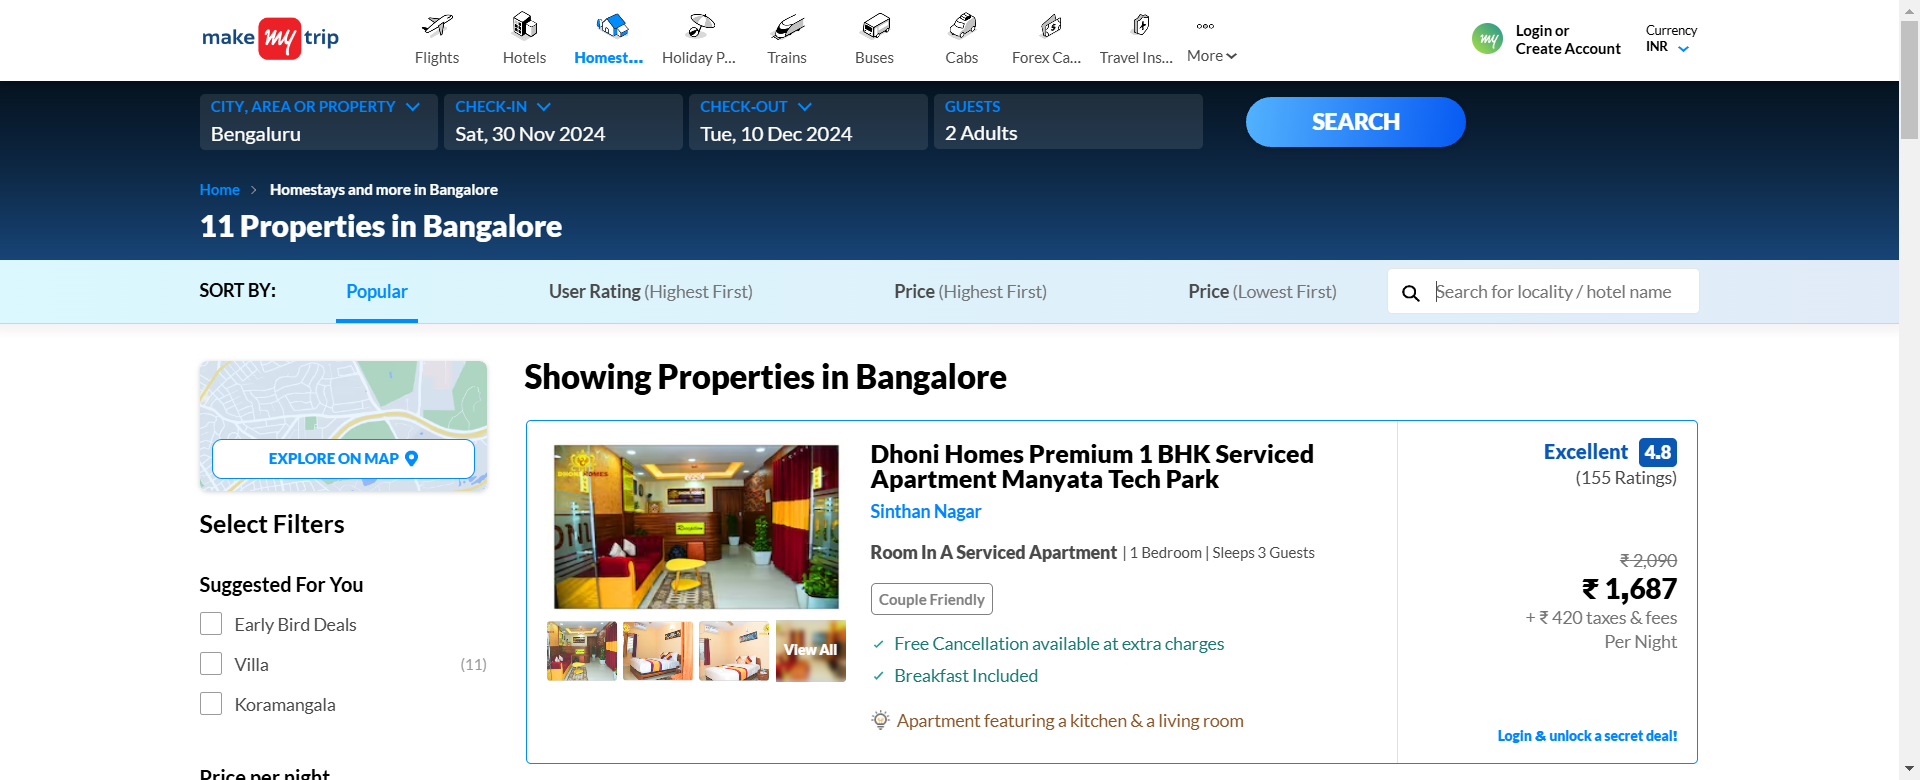 make my trip
Flights
Hotels
Homest...
Holiday P...
Trains
Buses
Cabs
Forex Ca...
Travel Ins...
More
my
Login or
Create Account
Currency
INR
CITY, AREA OR PROPERTY
Bengaluru
CHECK-IN
Sat, 30 Nov 2024
CHECK-OUT
Tue, 10 Dec 2024
GUESTS
2 Adults
SEARCH
Home > Homestays and more in Bangalore
11 Properties in Bangalore
SORT BY:
Popular
User Rating (Highest First)
Price (Highest First)
Price (Lowest First)
Search for locality / hotel name
EXPLORE ON MAP
Select Filters
Suggested For You
Early Bird Deals
Villa (11)
Koramangala
Price per night
Showing Properties in Bangalore
DHONI HOMES
Reception
View All
Dhoni Homes Premium 1 BHK Serviced
Apartment Manyata Tech Park
Sinthan Nagar
Room In A Serviced Apartment | 1 Bedroom | Sleeps 3 Guests
Couple Friendly
Free Cancellation available at extra charges
Breakfast Included
Apartment featuring a kitchen & a living room
Excellent 4.8
(155 Ratings)
₹ 2,090
₹ 1,687
+ ₹ 420 taxes & fees
Per Night
Login & unlock a secret deal!